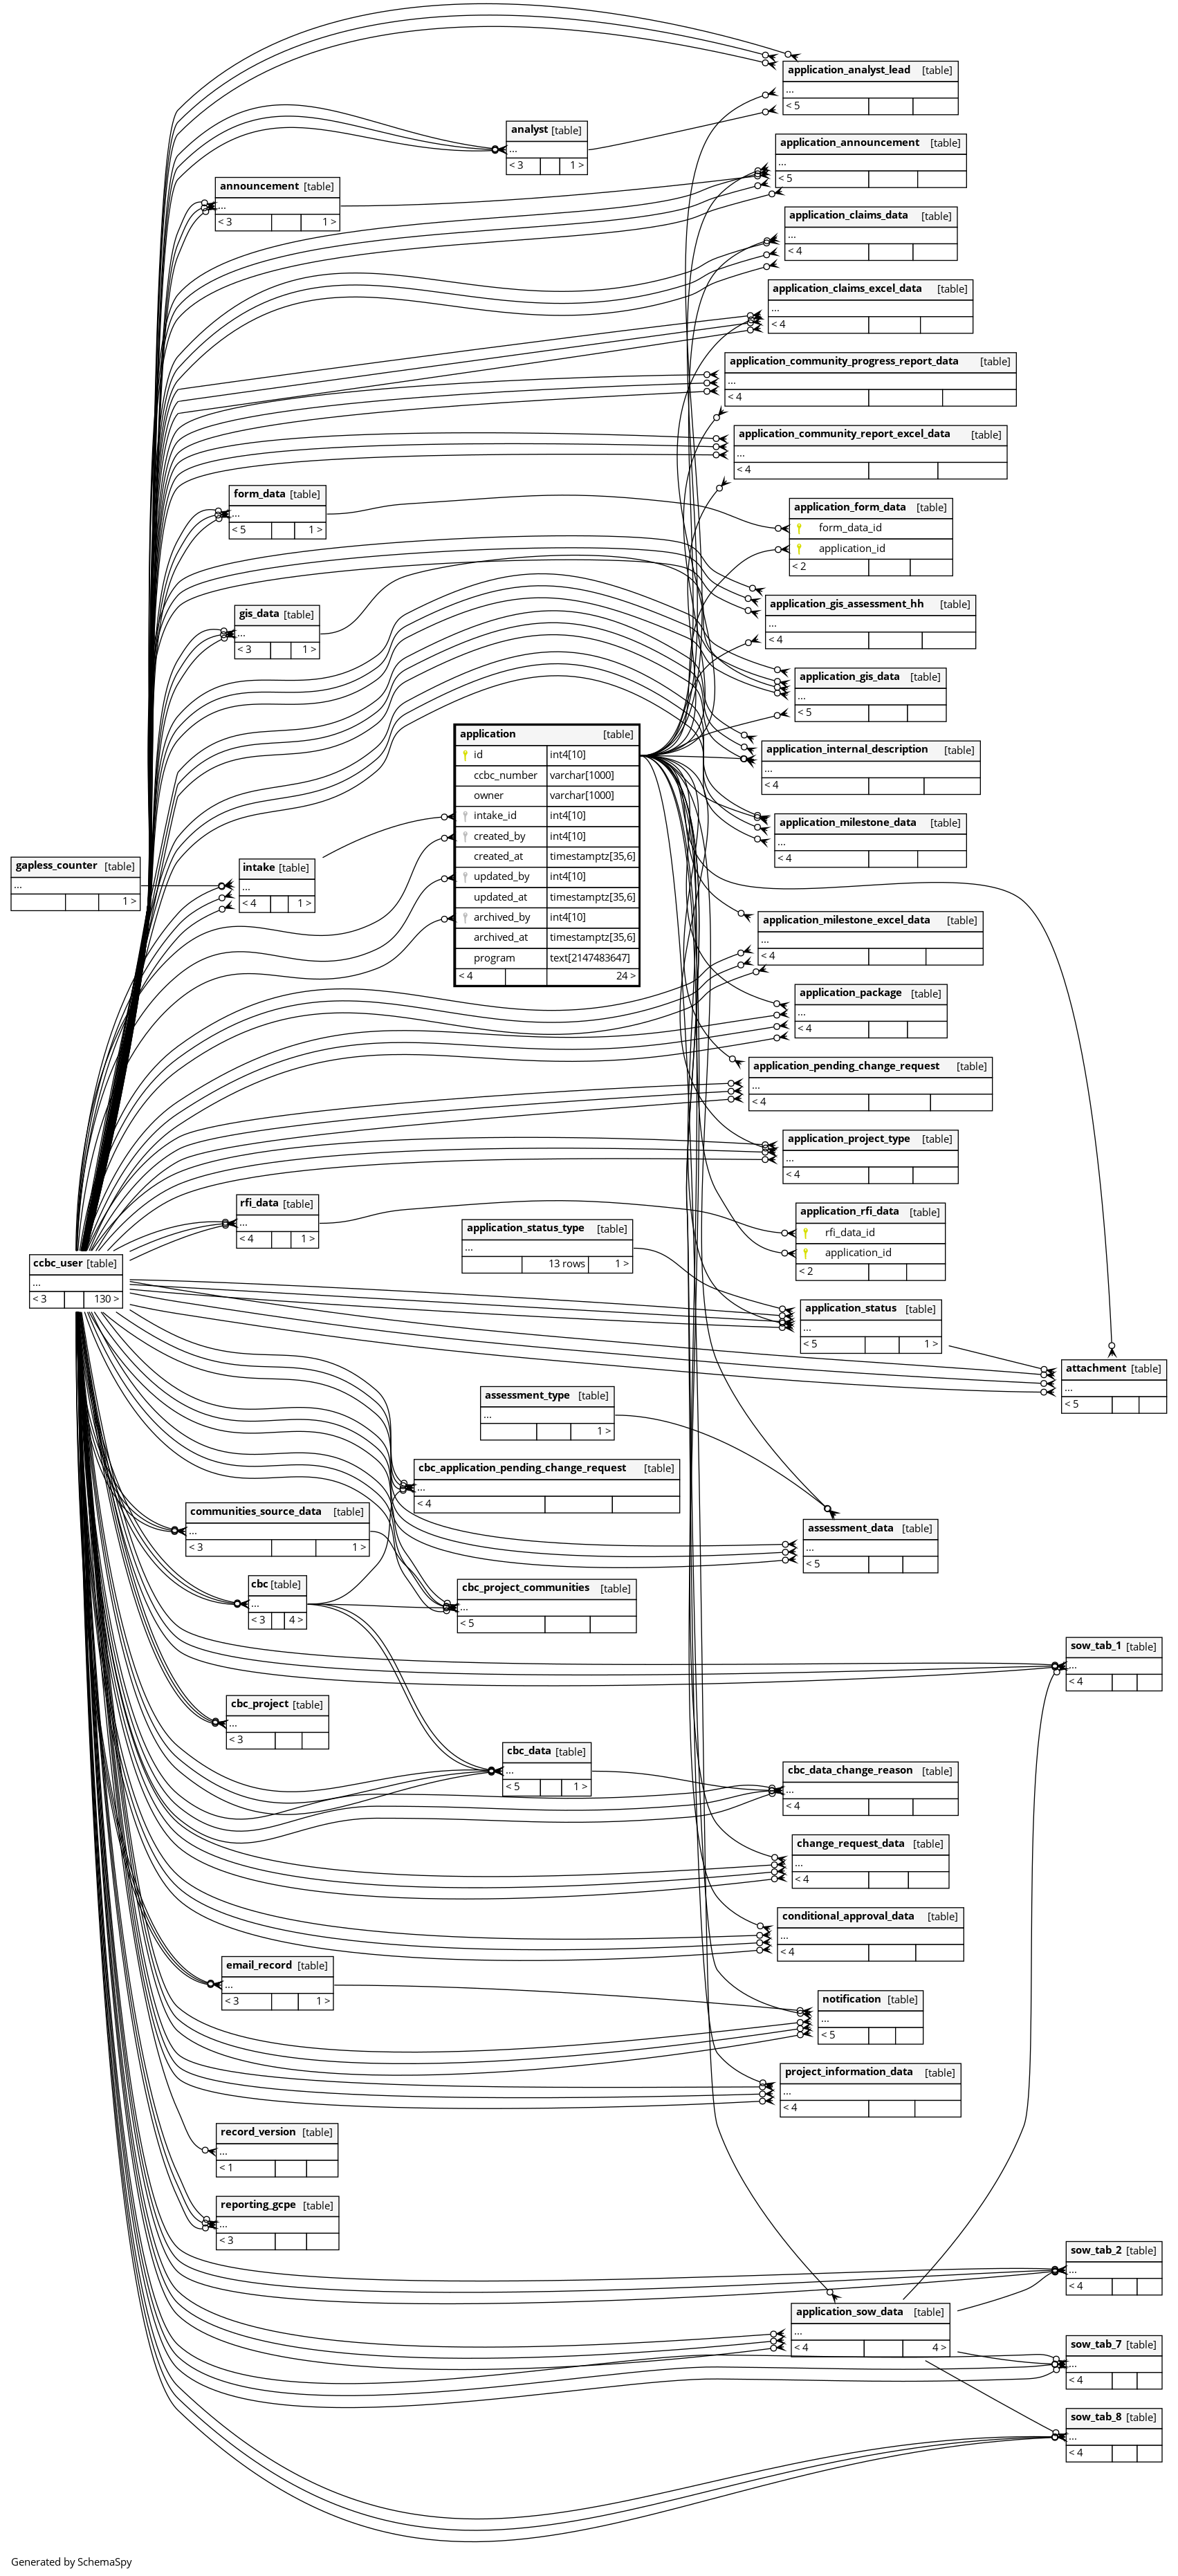 application_analyst_lead [table]
...
< 5
analyst [table]
...
< 3 1 >
application_announcement [table]
...
< 5
announcement [table]
...
< 3 1 >
application_claims_data [table]
...
< 4
application_claims_excel_data [table]
...
< 4
application_community_progress_report_data [table]
...
< 4
application_community_report_excel_data [table]
...
< 4
form_data [table]
...
< 5 1 >
application_form_data [table]
form_data_id
application_id
< 2
application_gis_assessment_hh [table]
...
< 4
gis_data [table]
...
< 3 1 >
application_gis_data [table]
...
< 5
application [table]
id int4[10]
ccbc_number varchar[1000]
owner varchar[1000]
intake_id int4[10]
created_by int4[10]
created_at timestamptz[35,6]
updated_by int4[10]
updated_at timestamptz[35,6]
archived_by int4[10]
archived_at timestamptz[35,6]
program text[2147483647]
< 4 24 >
application_internal_description [table]
...
< 4
application_milestone_data [table]
...
< 4
gapless_counter [table]
...
1 >
intake [table]
...
< 4 1 >
application_milestone_excel_data [table]
...
< 4
application_package [table]
...
< 4
application_pending_change_request [table]
...
< 4
application_project_type [table]
...
< 4
rfi_data [table]
...
< 4 1 >
application_rfi_data [table]
rfi_data_id
application_id
< 2
application_status_type [table]
...
13 rows 1 >
ccbc_user [table]
...
< 3 130 >
application_status [table]
...
< 5 1 >
attachment [table]
...
< 5
assessment_type [table]
...
1 >
cbc_application_pending_change_request [table]
...
< 4
communities_source_data [table]
...
< 3 1 >
assessment_data [table]
...
< 5
cbc [table]
...
< 3 4 >
cbc_project_communities [table]
...
< 5
sow_tab_1 [table]
...
< 4
cbc_project [table]
...
< 3
cbc_data [table]
...
< 5 1 >
cbc_data_change_reason [table]
...
< 4
change_request_data [table]
...
< 4
conditional_approval_data [table]
...
< 4
email_record [table]
...
< 3 1 >
notification [table]
...
< 5
project_information_data [table]
...
< 4
record_version [table]
...
< 1
reporting_gcpe [table]
...
< 3
sow_tab_2 [table]
...
< 4
application_sow_data [table]
...
< 4 4 >
sow_tab_7 [table]
...
< 4
sow_tab_8 [table]
...
< 4
Generated by SchemaSpy